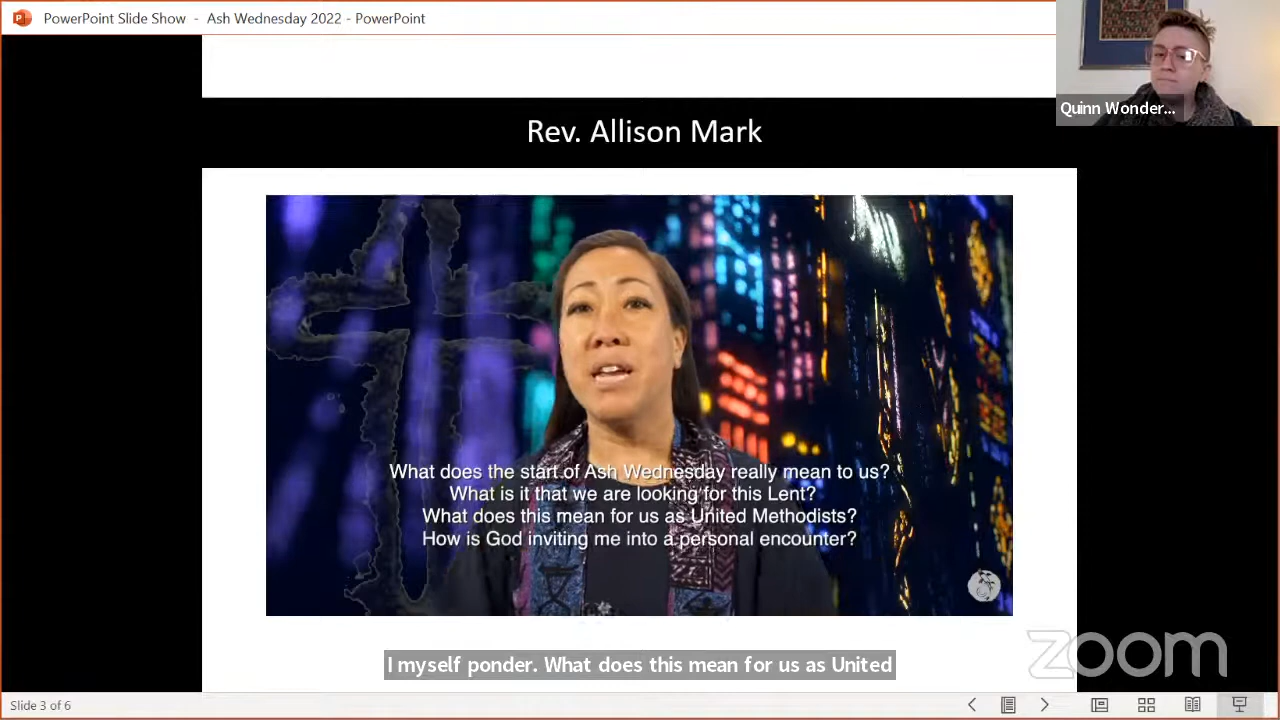 PowerPoint Slide Show - Ash Wednesday 2022 - PowerPoint
Quinn Wonder...
Rev. Allison Mark
What does the start of Ash Wednesday really mean to us?
What is it that we are looking for this Lent?
What does this mean for us as United Methodists?
How is God inviting me into a personal encounter?
I myself ponder. What does this mean for us as United
zoom
Slide 3 of 6